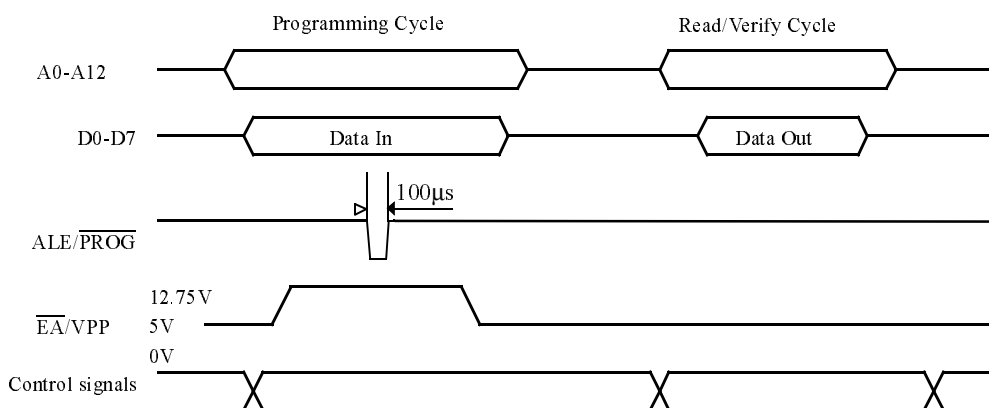 Programming Cycle
Read/Verify Cycle
A0-A12
D0-D7
Data In
Data Out
100μs
ALE/PROG
12.75V
EA/VPP
5V
0V
Control signals